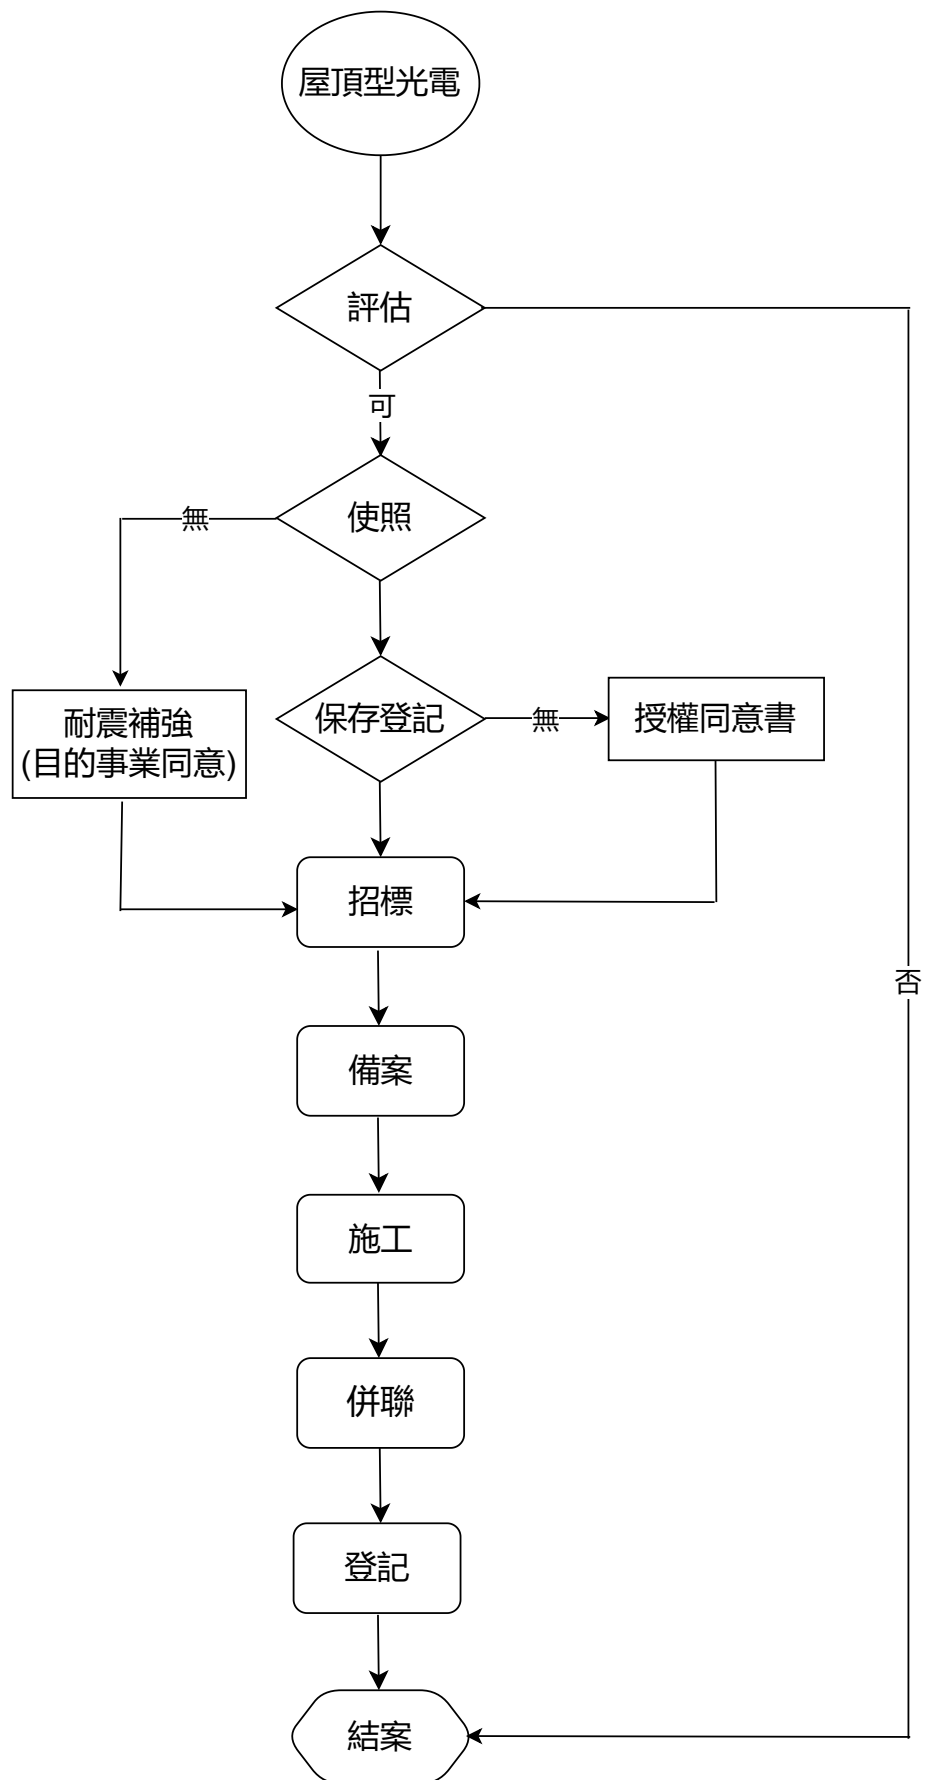 屋頂型光電
評估
可
使照
無
耐震補強
(目的事業同意)
保存登記
無
授權同意書
招標
否
備案
施工
併聯
登記
結案